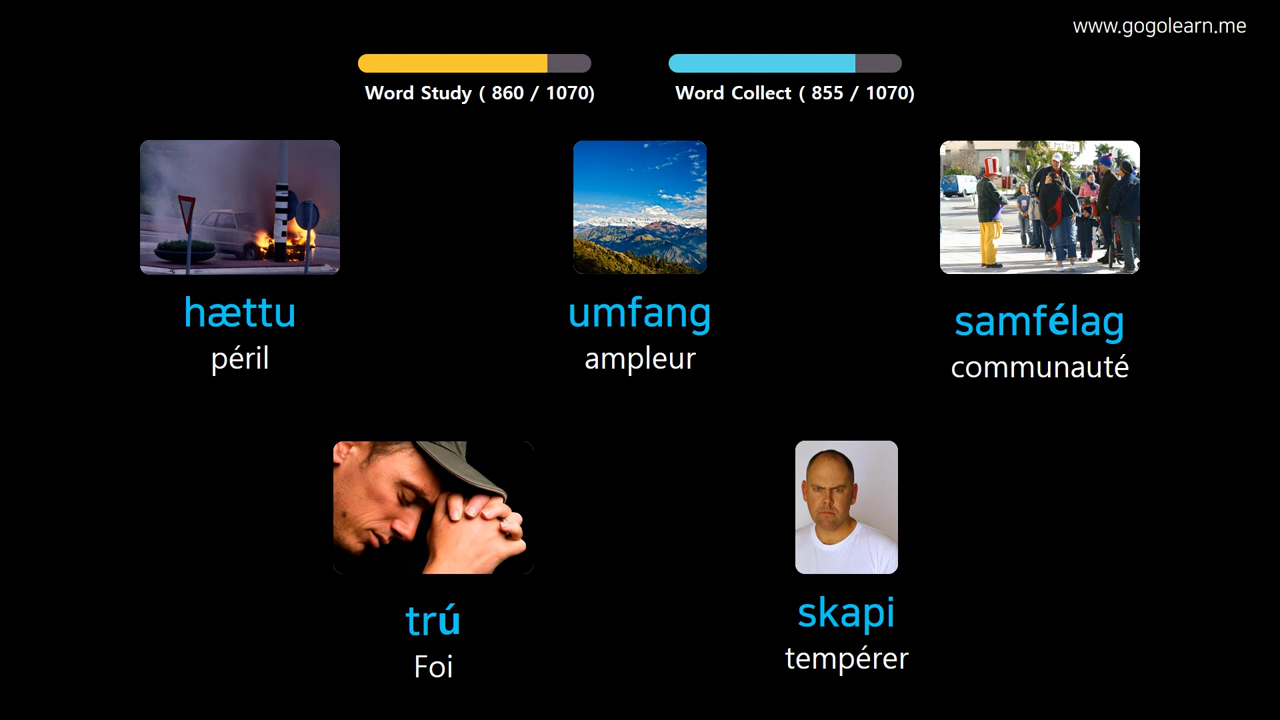 www.gogolearn.me
Word Study ( 860 / 1070)
Word Collect ( 855 / 1070)
hættu
péril
umfang
ampleur
samfélag
communauté
trú
Foi
skapi
tempérer